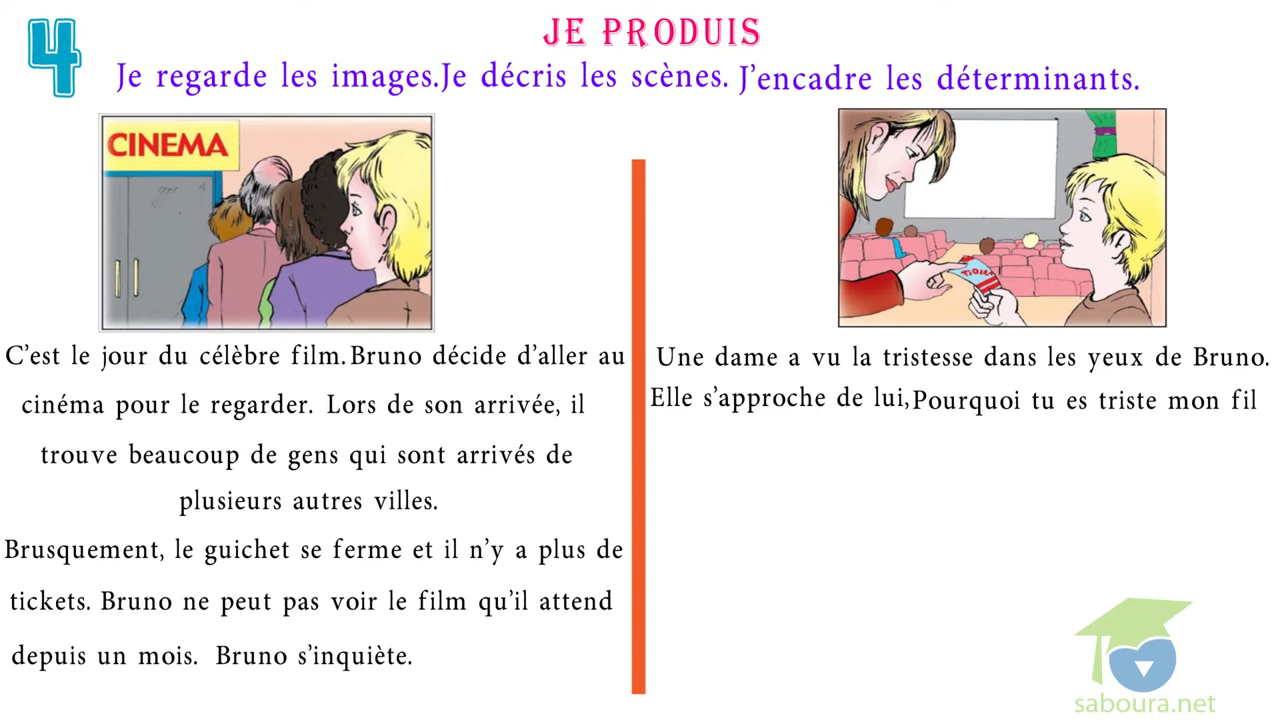 4
JE PRODUIS
Je regarde les images.Je décris les scènes. J'encadre les déterminants.
CINEMA
C'est le jour du célèbre film.Bruno décide d'aller au
cinéma pour le regarder. Lors de son arrivée, il
trouve beaucoup de gens qui sont arrivés de
plusieurs autres villes.
Brusquement, le guichet se ferme et il n'y a plus de
tickets. Bruno ne peut pas voir le film qu'il attend
depuis un mois. Bruno s'inquiète.
TICKET
Une dame a vu la tristesse dans les yeux de Bruno.
Elle s'approche de lui,Pourquoi tu es triste mon fil
saboura.net